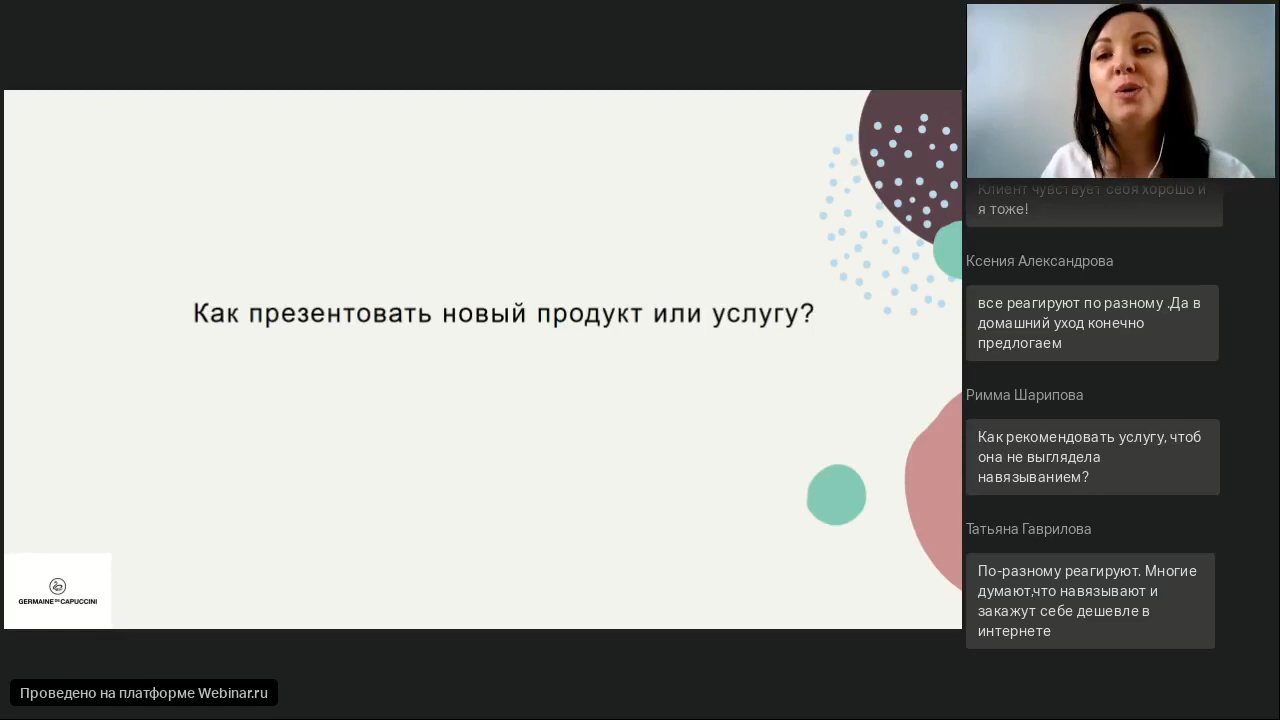 Как презентовать новый продукт или услугу?
GERMAINE DE CAPUCCINI
Клиент чувствует себя хорошо и
я тоже!
Ксения Александрова
все реагируют по разному .Да в
домашний уход конечно
предлогаем
Римма Шарипова
Как рекомендовать услугу, чтоб
она не выглядела
навязыванием?
Татьяна Гаврилова
По-разному реагируют. Многие
думают,что навязывают и
закажут себе дешевле в
интернете
Проведено на платформе Webinar.ru